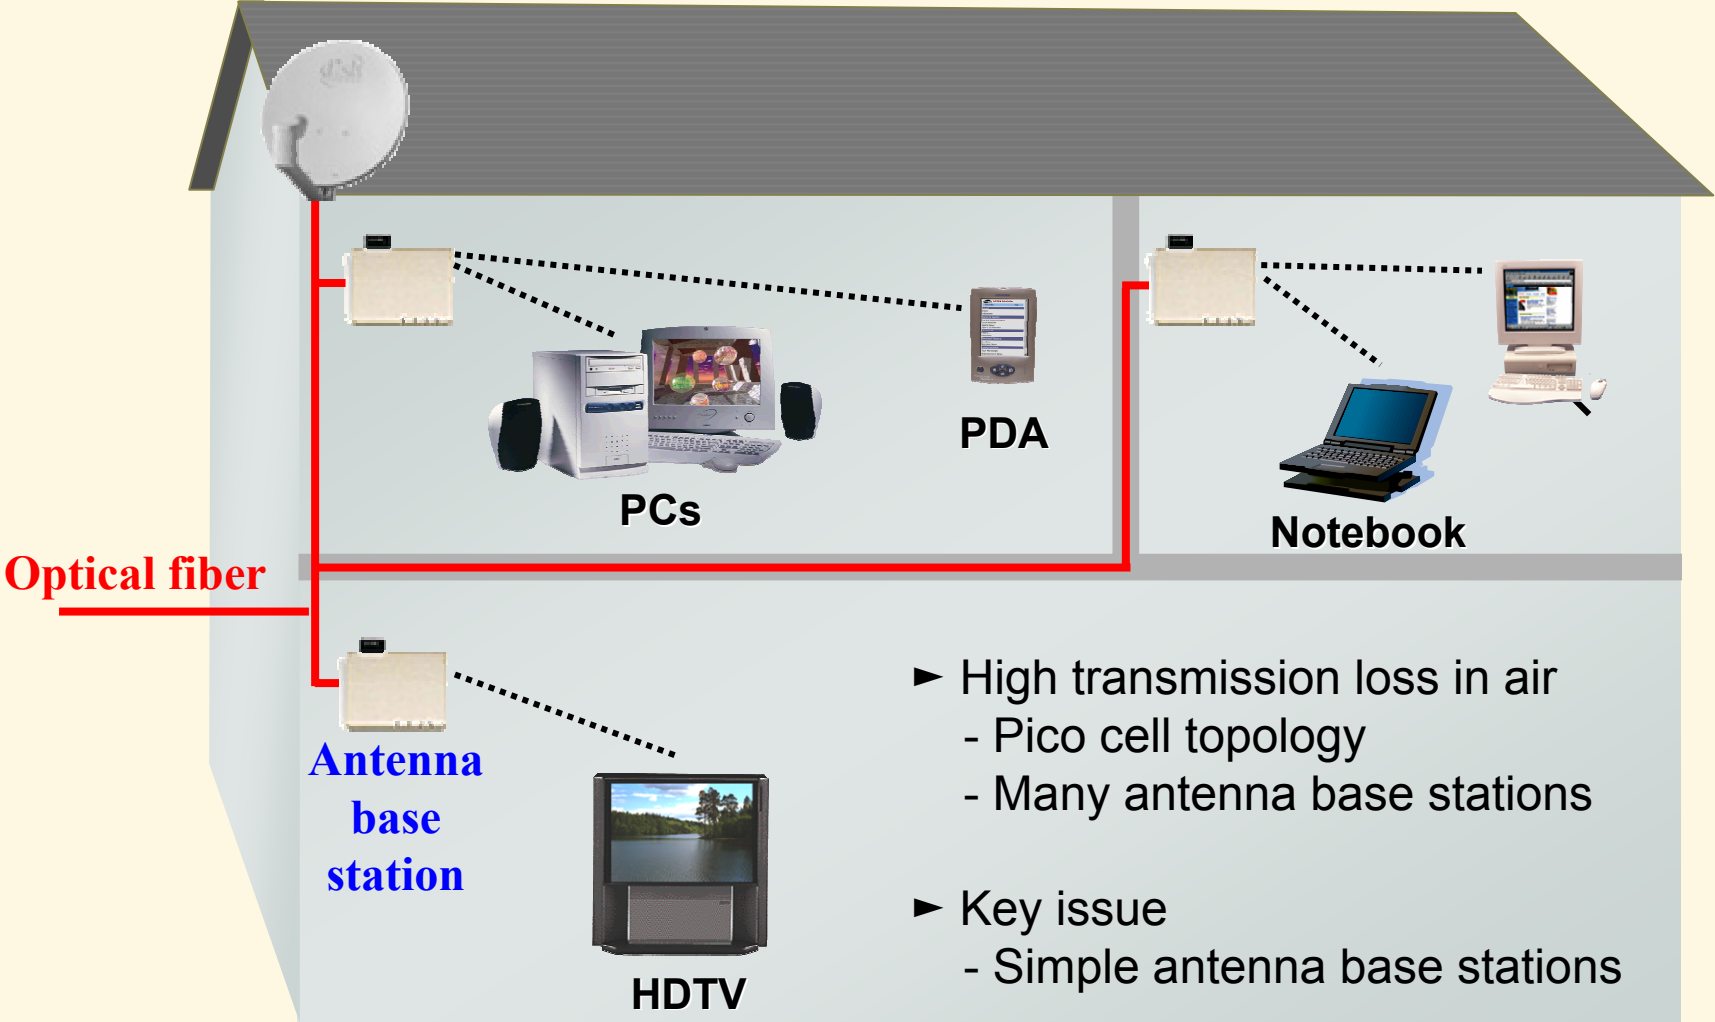 dish
PDA
PCs
Notebook
Optical fiber
Antenna
base
station
HDTV
► High transmission loss in air
- Pico cell topology
- Many antenna base stations
► Key issue
- Simple antenna base stations